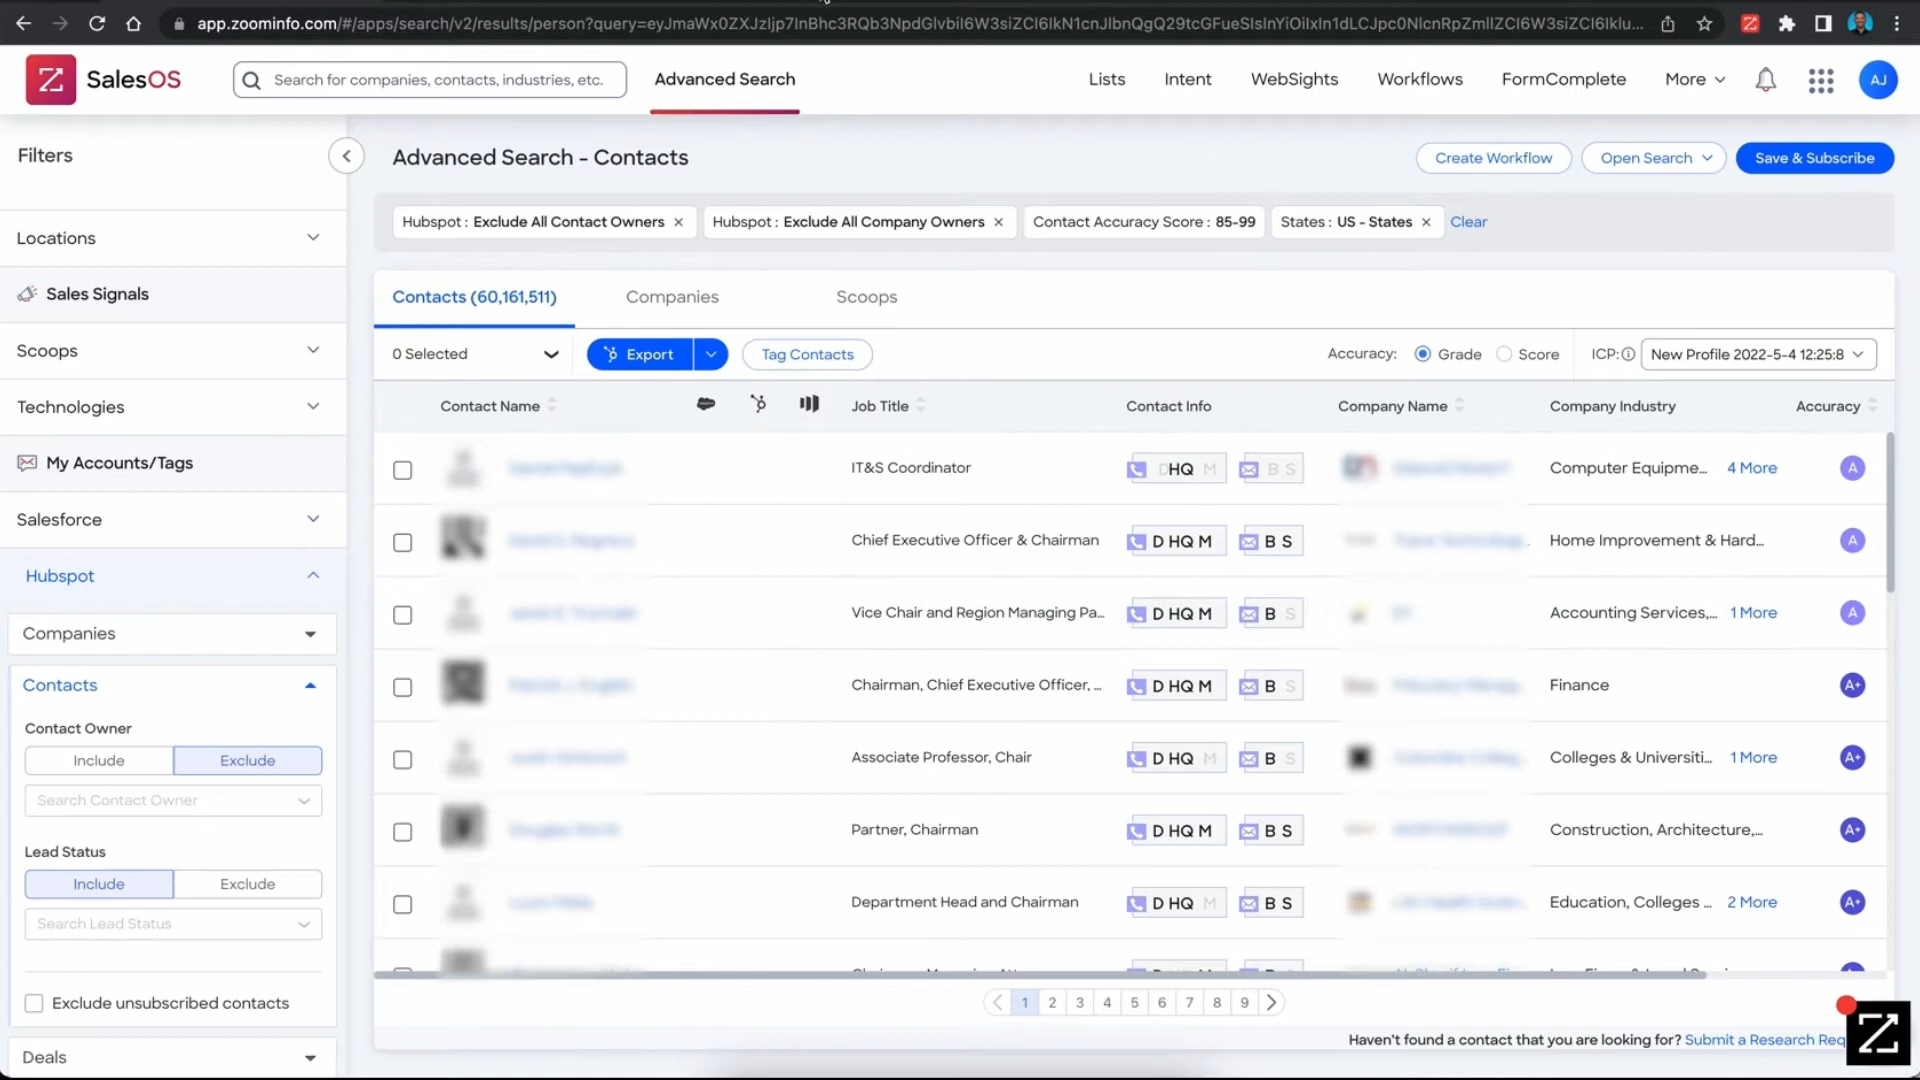 app.zoominfo.com/#/apps/search/v2/results/person?query=
SalesOS
Search for companies, contacts, industries, etc.
Advanced Search
Lists
Intent
WebSights
Workflows
FormComplete
More
AJ
Filters
Locations
Sales Signals
Scoops
Technologies
My Accounts/Tags
Salesforce
Hubspot
Companies
Contacts
Contact Owner
Include Exclude
Search Contact Owner
Lead Status
Include Exclude
Search Lead Status
Exclude unsubscribed contacts
Deals
Advanced Search - Contacts
Create Workflow
Open Search
Save & Subscribe
Hubspot : Exclude All Contact Owners ×
Hubspot : Exclude All Company Owners ×
Contact Accuracy Score : 85-99
States : US - States ×
Clear
Contacts (60,161,511)
Companies
Scoops
0 Selected
Export
Tag Contacts
Accuracy: Grade Score
ICP: New Profile 2022-5-4 12:25:8
Contact Name Job Title Contact Info Company Name Company Industry Accuracy
IT&S Coordinator D HQ M B S Computer Equipme... 4 More A
Chief Executive Officer & Chairman D HQ M B S Home Improvement & Hard... A
Vice Chair and Region Managing Pa... D HQ M B S Accounting Services,... 1 More A
Chairman, Chief Executive Officer, ... D HQ M B S Finance A+
Associate Professor, Chair D HQ M B S Colleges & Universiti... 1 More A+
Partner, Chairman D HQ M B S Construction, Architecture,... A+
Department Head and Chairman D HQ M B S Education, Colleges ... 2 More A+
1 2 3 4 5 6 7 8 9
Haven't found a contact that you are looking for? Submit a Research Req